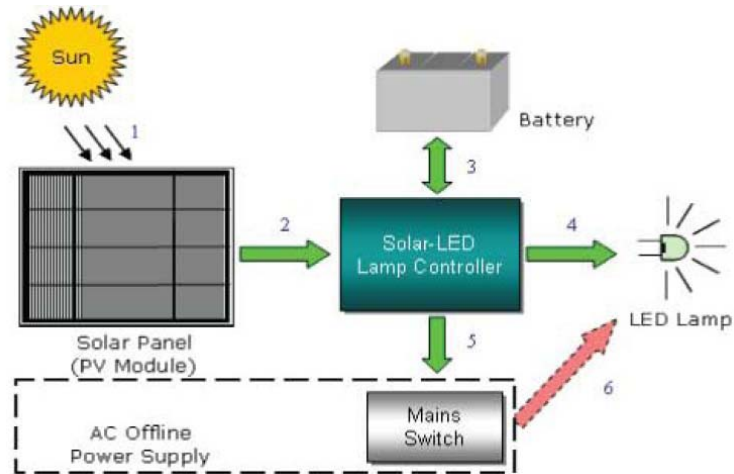 Sun
1
Battery
3
2
Solar-LED
Lamp Controller
4
LED Lamp
Solar Panel
(PV Module)
5
6
AC Offline
Power Supply
Mains
Switch